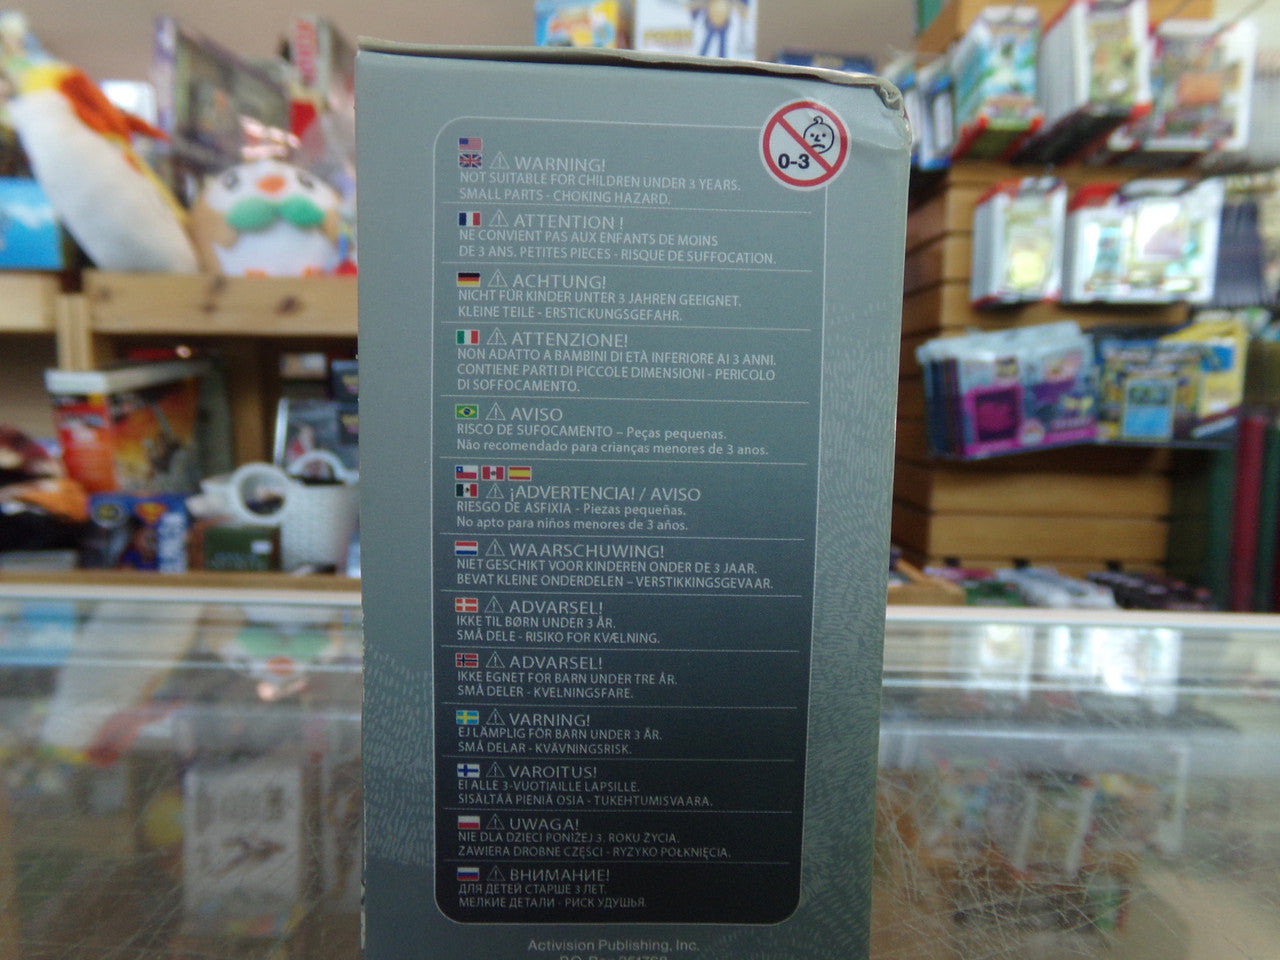 0-3
WARNING!
NOT SUITABLE FOR CHILDREN UNDER 3 YEARS.
SMALL PARTS - CHOKING HAZARD.
ATTENTION !
NE CONVIENT PAS AUX ENFANTS DE MOINS
DE 3 ANS. PETITES PIECES - RISQUE DE SUFFOCATION.
ACHTUNG!
NICHT FÜR KINDER UNTER 3 JAHREN GEEIGNET.
KLEINE TEILE - ERSTICKUNGSGEFAHR.
ATTENZIONE!
NON ADATTO A BAMBINI DI ETÀ INFERIORE AI 3 ANNI.
CONTIENE PARTI DI PICCOLE DIMENSIONI - PERICOLO
DI SOFFOCAMENTO.
AVISO
RISCO DE SUFOCAMENTO – Peças pequenas.
Não recomendado para crianças menores de 3 anos.
¡ADVERTENCIA! / AVISO
RIESGO DE ASFIXIA - Piezas pequeñas.
No apto para niños menores de 3 años.
WAARSCHUWING!
NIET GESCHIKT VOOR KINDEREN ONDER DE 3 JAAR.
BEVAT KLEINE ONDERDELEN – VERSTIKKINGSGEVAAR.
ADVARSEL!
IKKE TIL BØRN UNDER 3 ÅR.
SMÅ DELE - RISIKO FOR KVÆLNING.
ADVARSEL!
IKKE EGNET FOR BARN UNDER TRE ÅR.
SMÅ DELER - KVELNINGSFARE.
VARNING!
EJ LÄMPLIG FÖR BARN UNDER 3 ÅR.
SMÅ DELAR - KVÄVNINGSRISK.
VAROITUS!
EI ALLE 3-VUOTIAILLE LAPSILLE.
SISÄLTÄÄ PIENIÄ OSIA - TUKEHTUMISVAARA.
UWAGA!
NIE DLA DZIECI PONIŻEJ 3. ROKU ŻYCIA.
ZAWIERA DROBNE CZĘŚCI - RYZYKO POŁKNIĘCIA.
ВНИМАНИЕ!
ДЛЯ ДЕТЕЙ СТАРШЕ 3 ЛЕТ.
МЕЛКИЕ ДЕТАЛИ - РИСК УДУШЬЯ.
Activision Publishing, Inc.